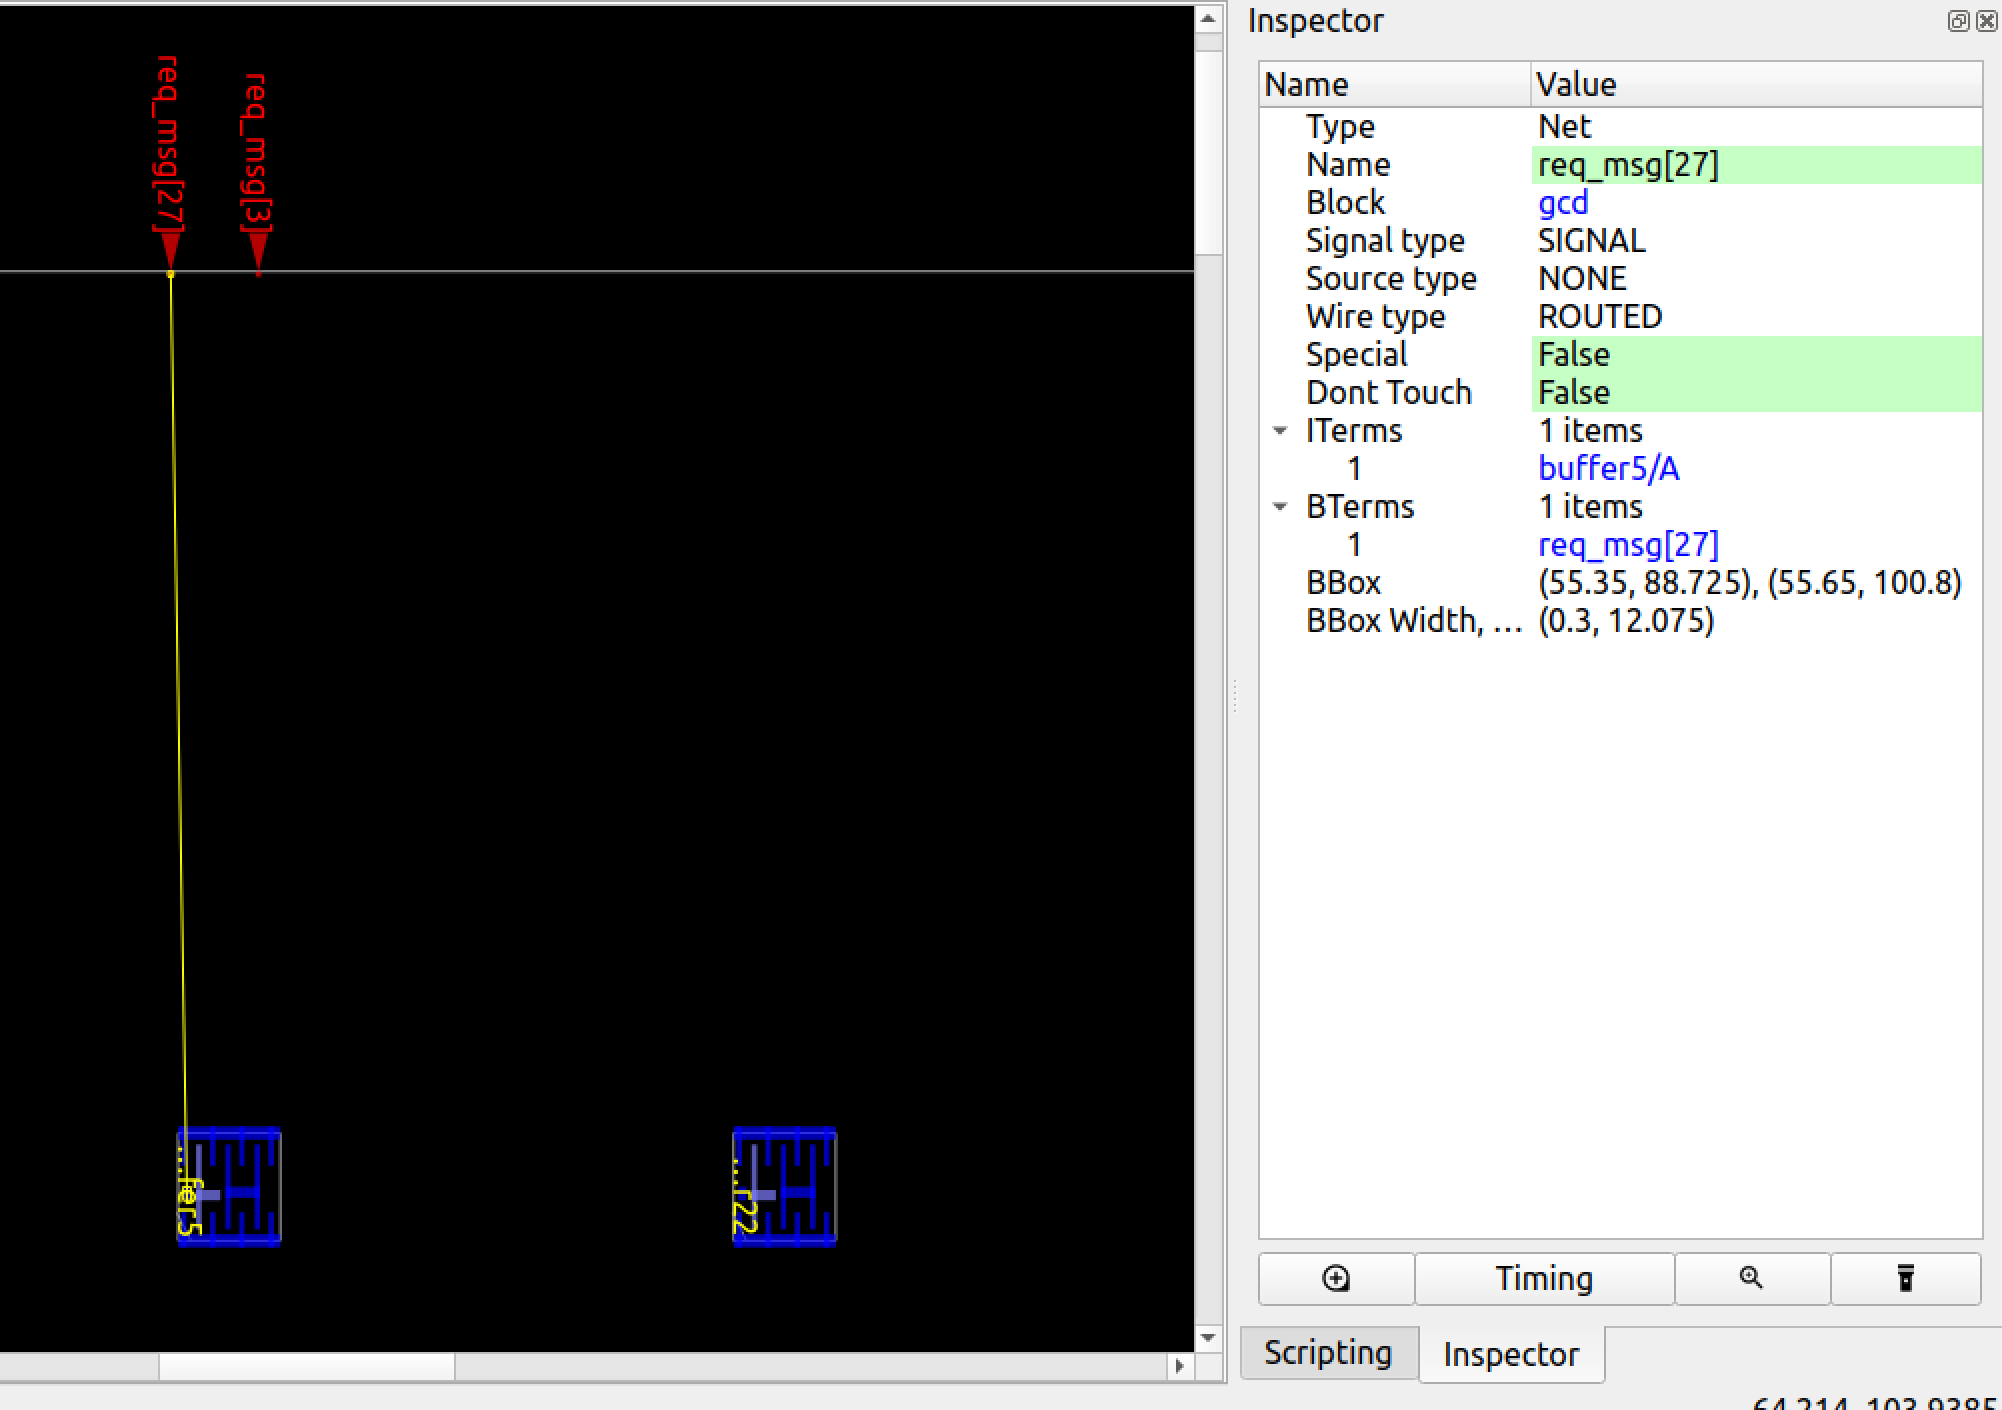 req_msg[27]
req_msg[3]
...fer5
...r22
Inspector
Name Value
Type Net
Name req_msg[27]
Block gcd
Signal type SIGNAL
Source type NONE
Wire type ROUTED
Special False
Dont Touch False
ITerms 1 items
1 buffer5/A
BTerms 1 items
1 req_msg[27]
BBox (55.35, 88.725), (55.65, 100.8)
BBox Width, ... (0.3, 12.075)
Timing
Scripting Inspector
64.214, 103.9385